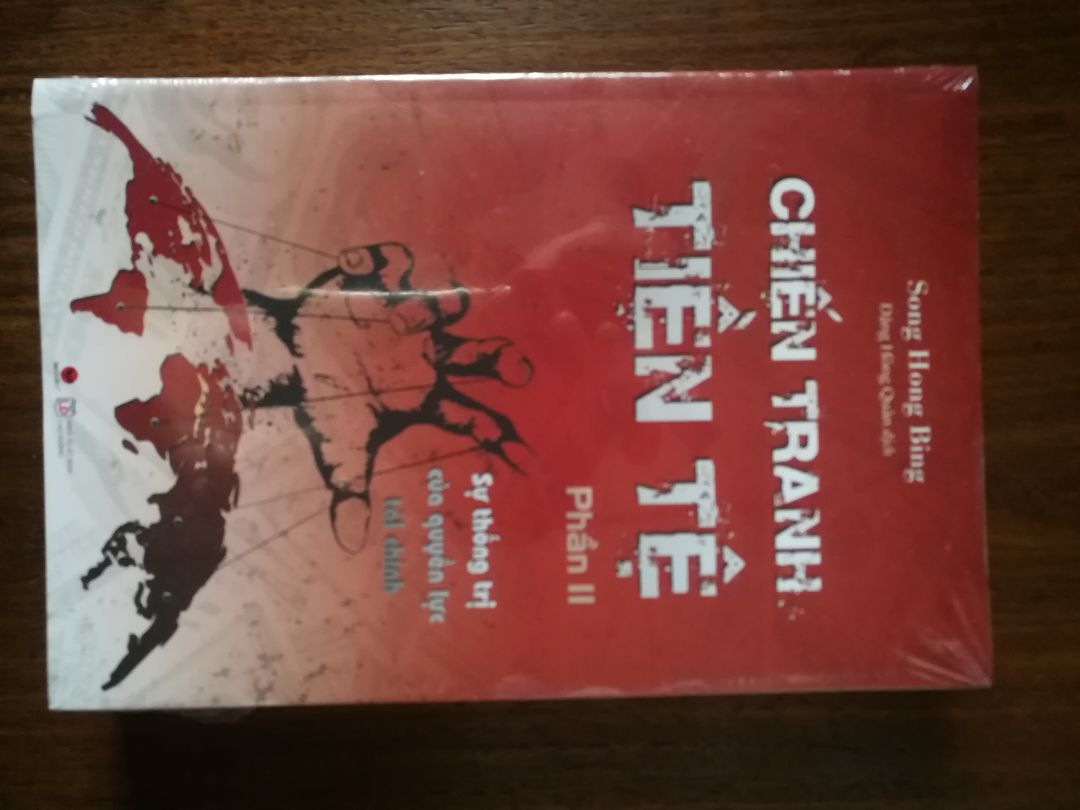 Song Hong Bing
Đặng Hồng Quân dịch
CHIẾN TRANH
TIỀN TỆ
Phần II
Sự thống trị
của quyền lực
tài chính